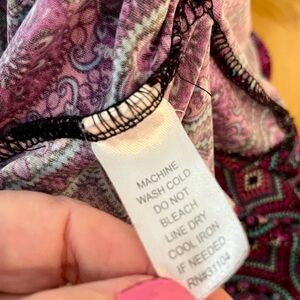 MACHINE
WASH COLD
DO NOT
BLEACH
LINE DRY
COOL IRON
IF NEEDED
RN#31104